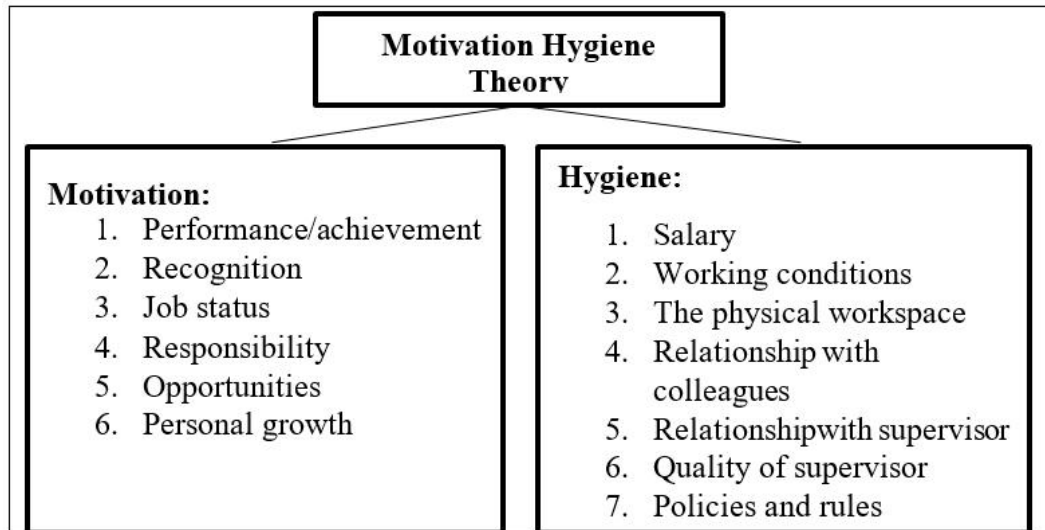 Motivation Hygiene
Theory
Motivation:
1. Performance/achievement
2. Recognition
3. Job status
4. Responsibility
5. Opportunities
6. Personal growth
Hygiene:
1. Salary
2. Working conditions
3. The physical workspace
4. Relationship with
colleagues
5. Relationshipwith supervisor
6. Quality of supervisor
7. Policies and rules